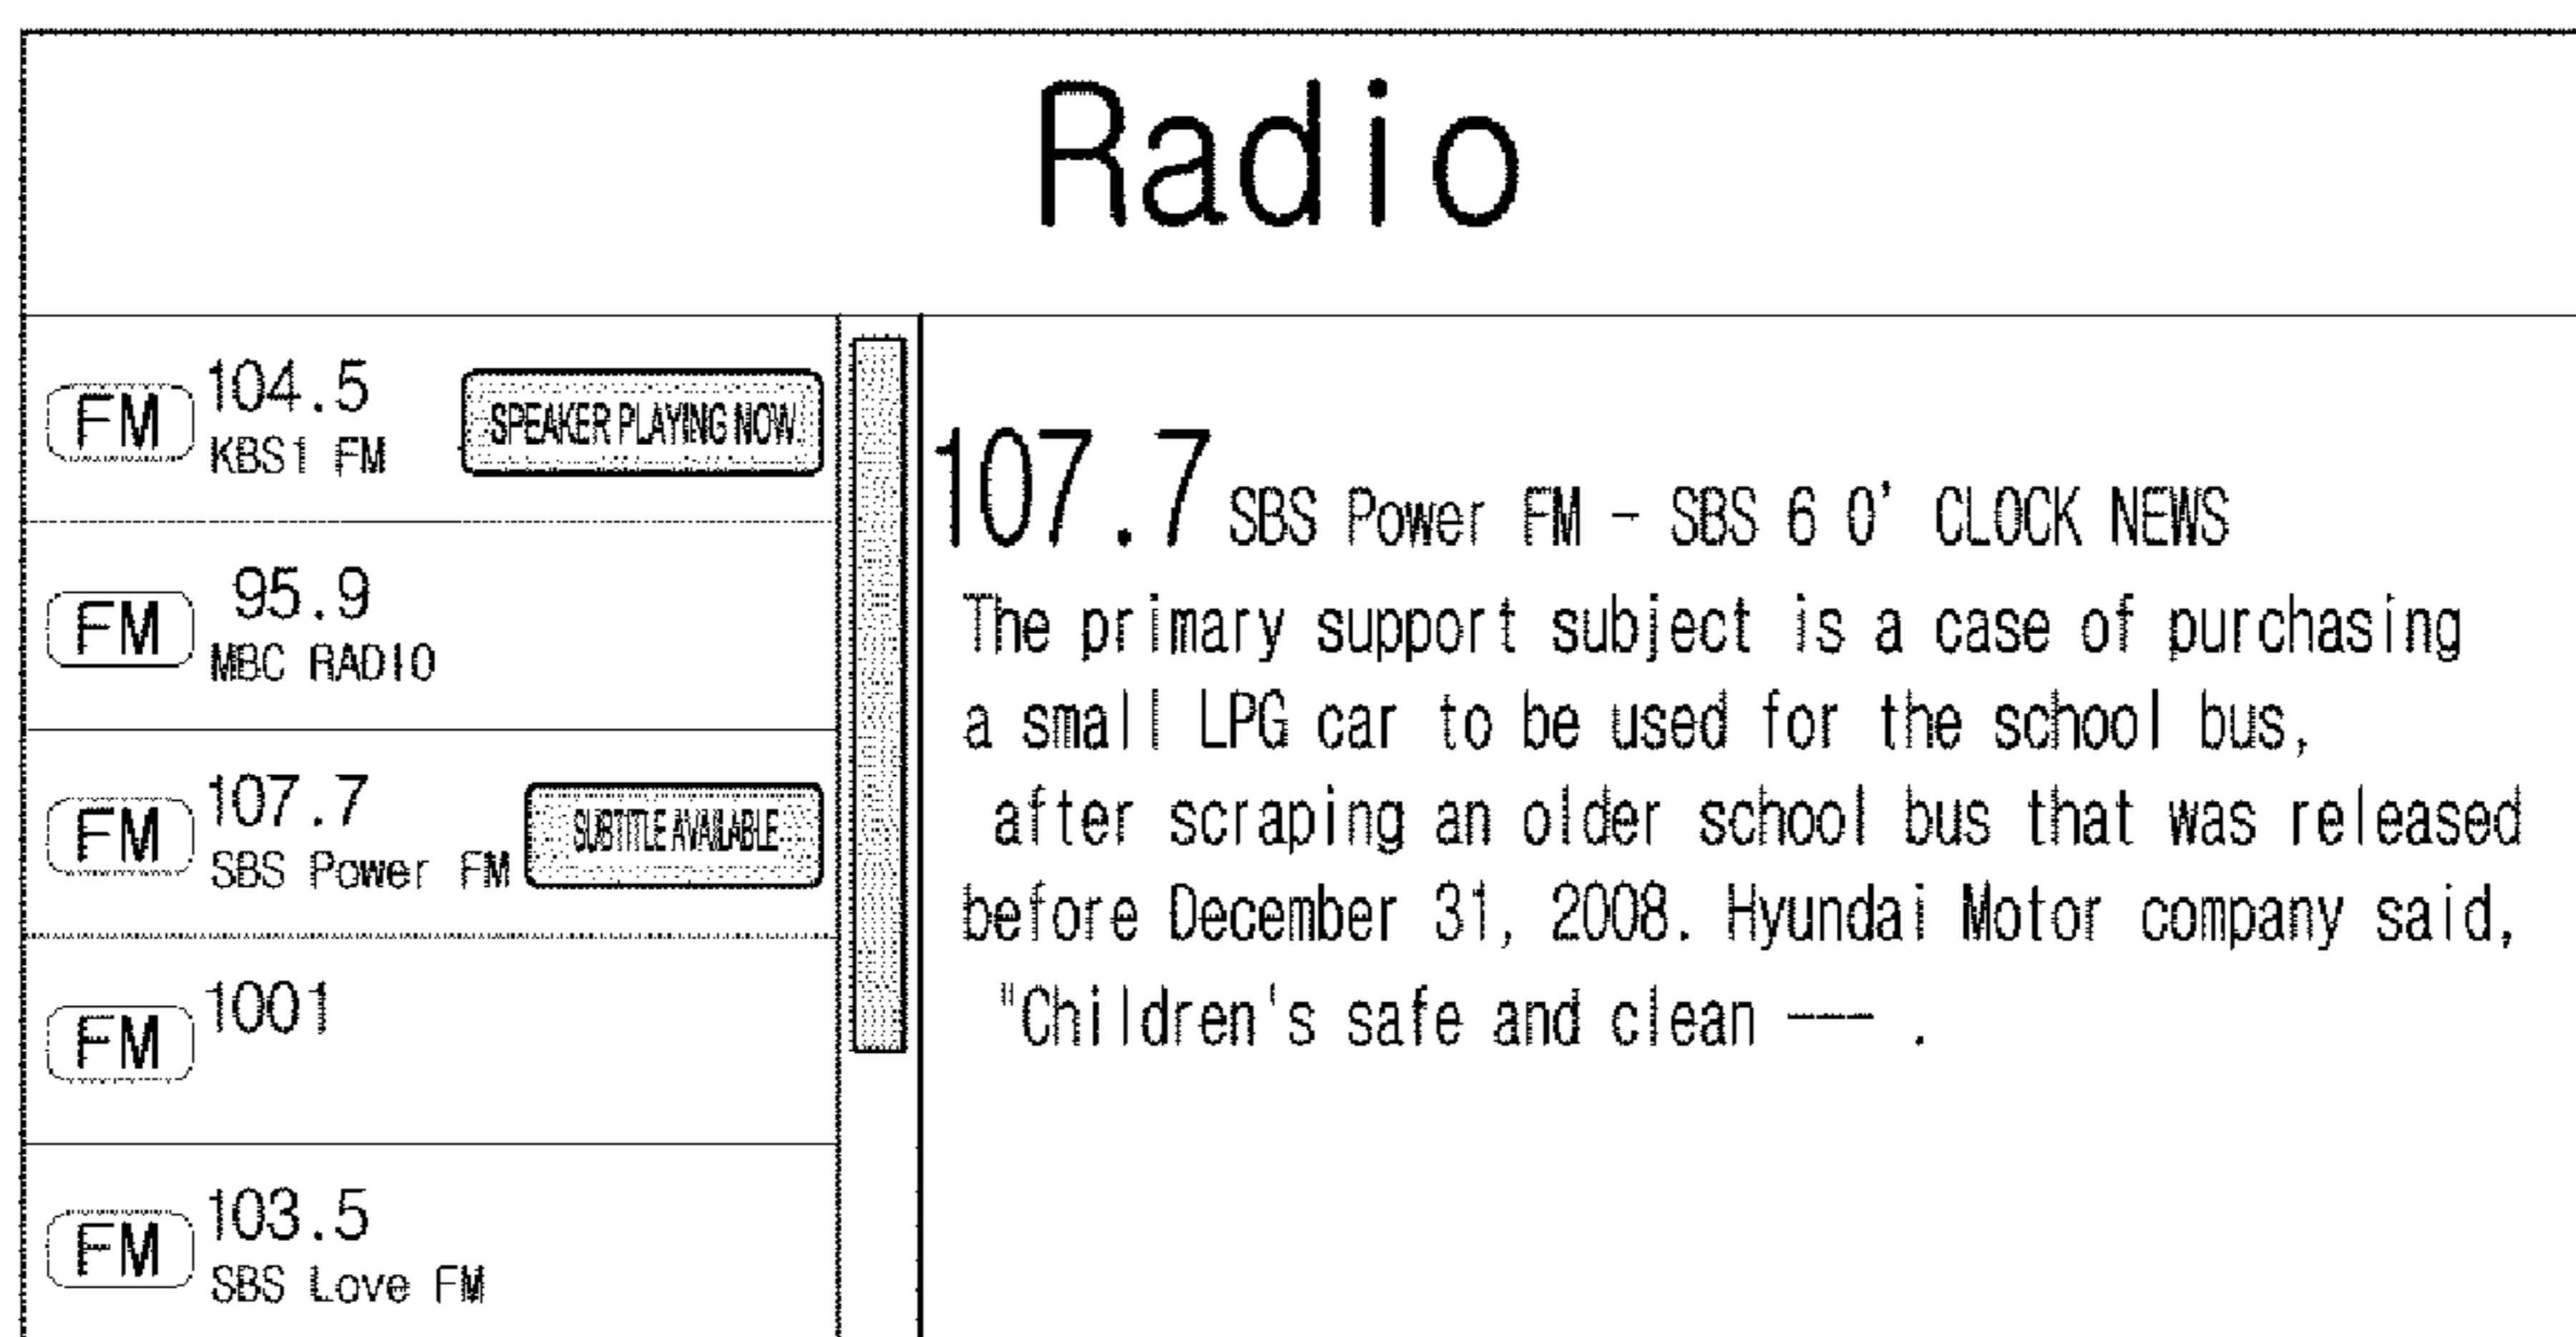 Radio
FM 104.5 SPEAKER PLAYING NOW.
KBS1 FM
FM 95.9
MBC RADIO
FM 107.7 SUBTITLE AVAILABLE
SBS Power FM
FM 1001
FM 103.5
SBS Love FM
107.7 SBS Power FM - SBS 6 0' CLOCK NEWS
The primary support subject is a case of purchasing
a small LPG car to be used for the school bus,
after scraping an older school bus that was released
before December 31, 2008. Hyundai Motor company said,
"Children's safe and clean --- .